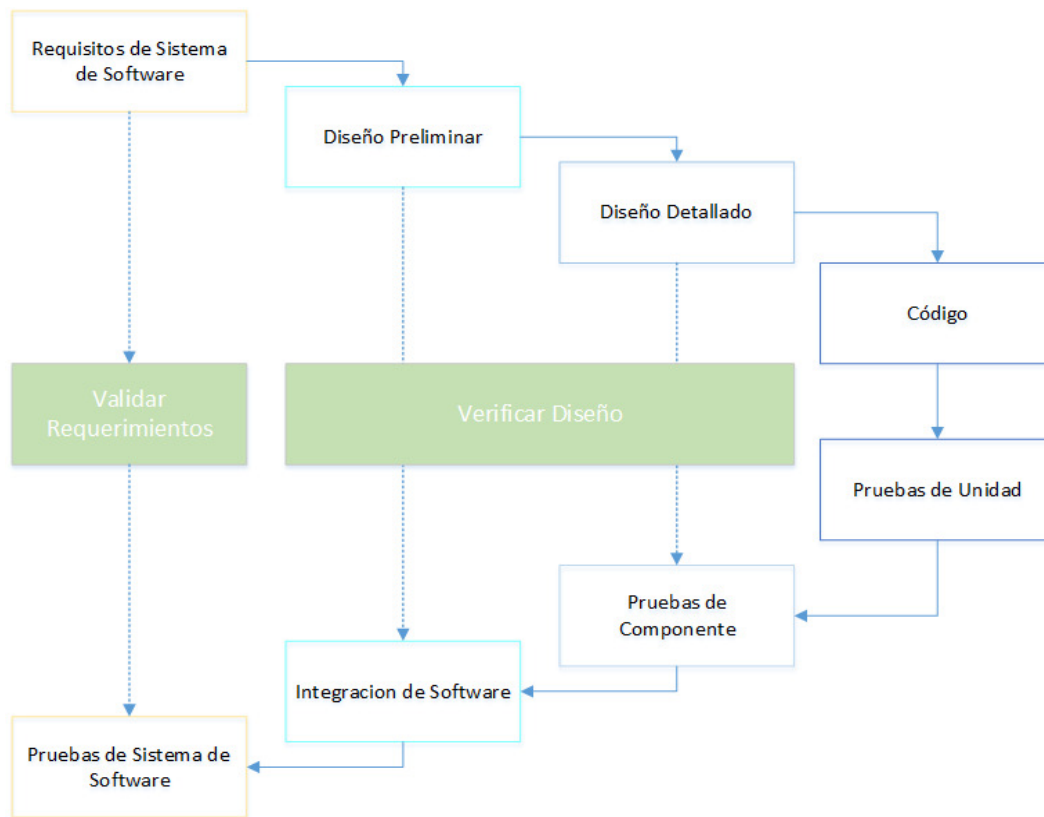 Requisitos de Sistema
de Software
Diseño Preliminar
Diseño Detallado
Código
Validar
Requerimientos
Verificar Diseño
Pruebas de Unidad
Pruebas de
Componente
Integracion de Software
Pruebas de Sistema de
Software